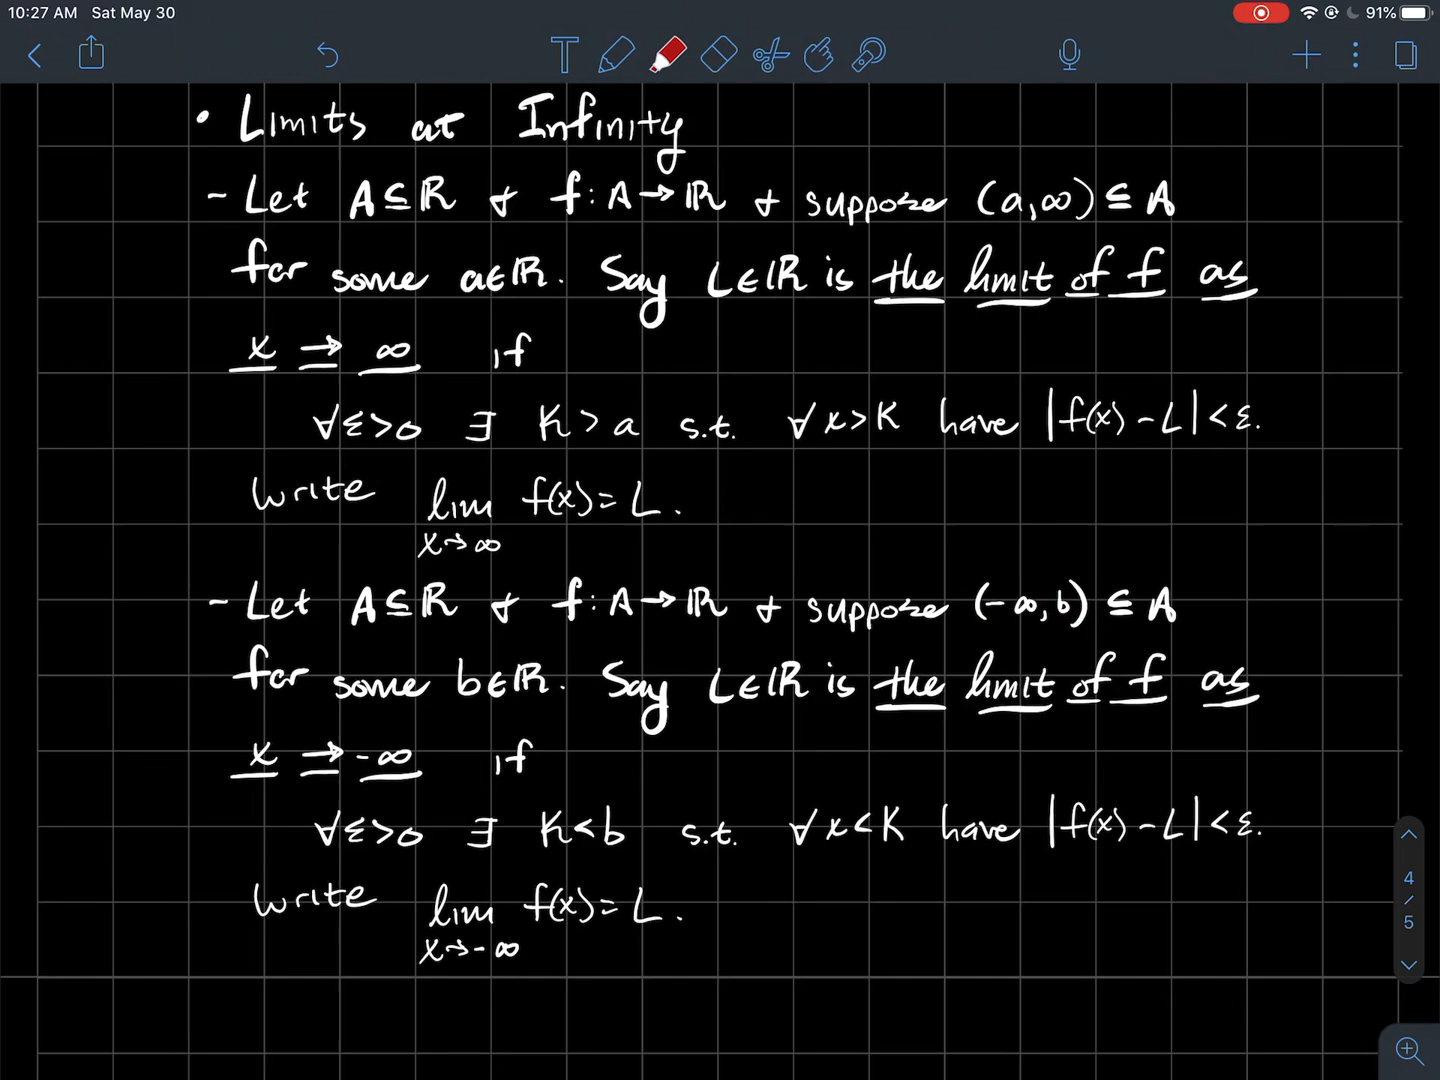 10:27 AM Sat May 30
91%
T
• Limits at Infinity
- Let A⊆ℝ & f: A→ℝ & suppose (a,∞)⊆A
for some a∈ℝ. Say L∈ℝ is the limit of f as
x → ∞ if
∀ε>0 ∃ K>a s.t. ∀x>K have |f(x)-L|<ε.
Write lim f(x)=L.
x→∞
- Let A⊆ℝ & f: A→ℝ & suppose (-∞,b)⊆A
for some b∈ℝ. Say L∈ℝ is the limit of f as
x → -∞ if
∀ε>0 ∃ K<b s.t. ∀x<K have |f(x)-L|<ε.
Write lim f(x)=L.
x→-∞
4
/
5